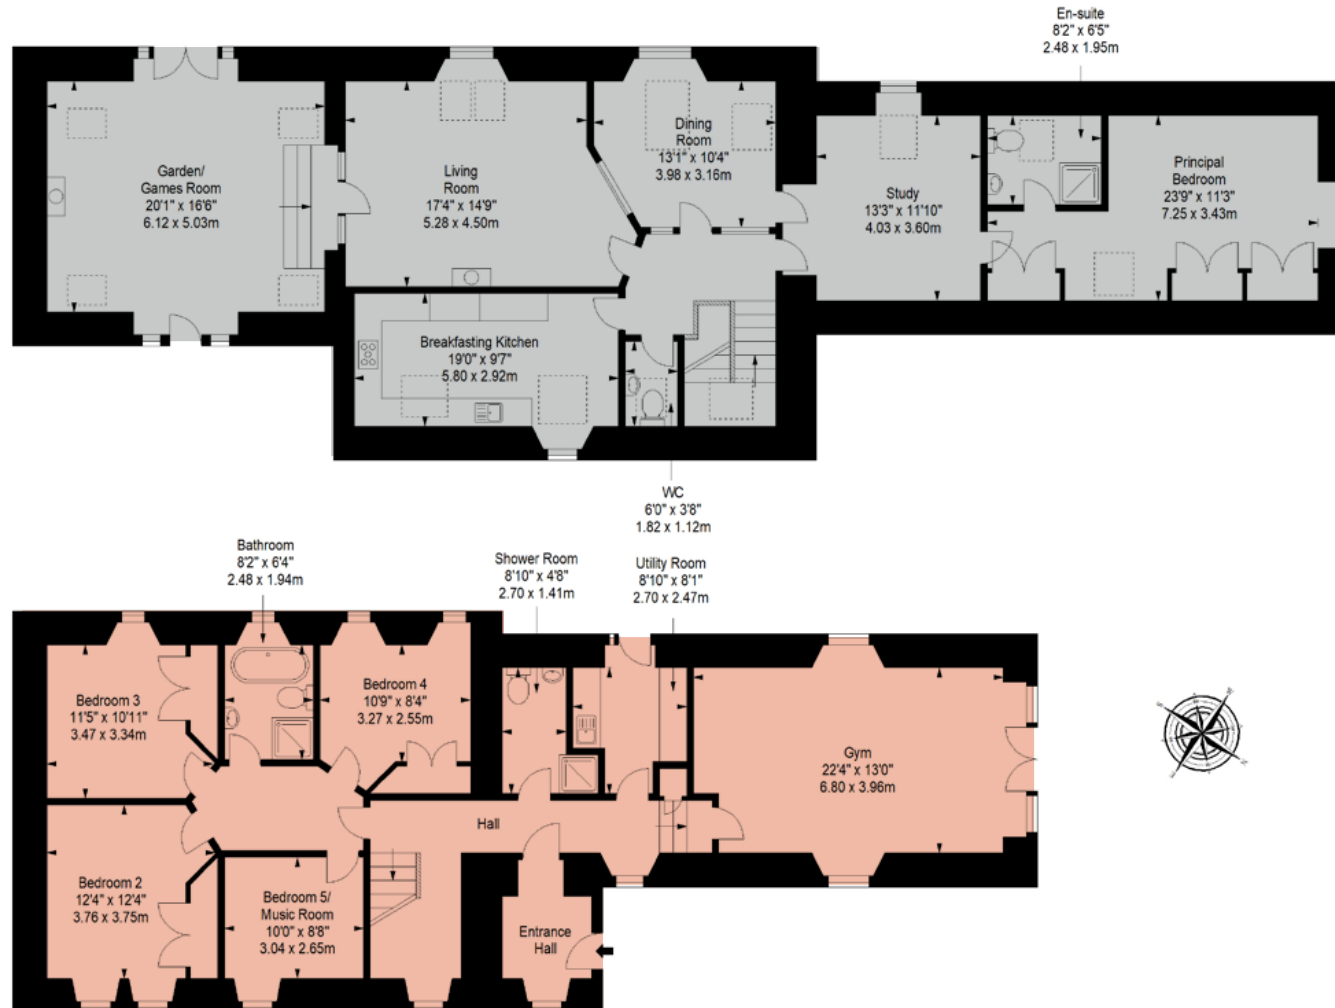 En-suite
8'2" x 6'5"
2.48 x 1.95m
Garden/
Games Room
20'1" x 16'6"
6.12 x 5.03m
Living
Room
17'4" x 14'9"
5.28 x 4.50m
Dining
Room
13'1" x 10'4"
3.98 x 3.16m
Study
13'3" x 11'10"
4.03 x 3.60m
Principal
Bedroom
23'9" x 11'3"
7.25 x 3.43m
Breakfasting Kitchen
19'0" x 9'7"
5.80 x 2.92m
WC
6'0" x 3'8"
1.82 x 1.12m
Bathroom
8'2" x 6'4"
2.48 x 1.94m
Shower Room
8'10" x 4'8"
2.70 x 1.41m
Utility Room
8'10" x 8'1"
2.70 x 2.47m
Bedroom 3
11'5" x 10'11"
3.47 x 3.34m
Bedroom 4
10'9" x 8'4"
3.27 x 2.55m
Gym
22'4" x 13'0"
6.80 x 3.96m
Hall
Bedroom 2
12'4" x 12'4"
3.76 x 3.75m
Bedroom 5/
Music Room
10'0" x 8'8"
3.04 x 2.65m
Entrance
Hall